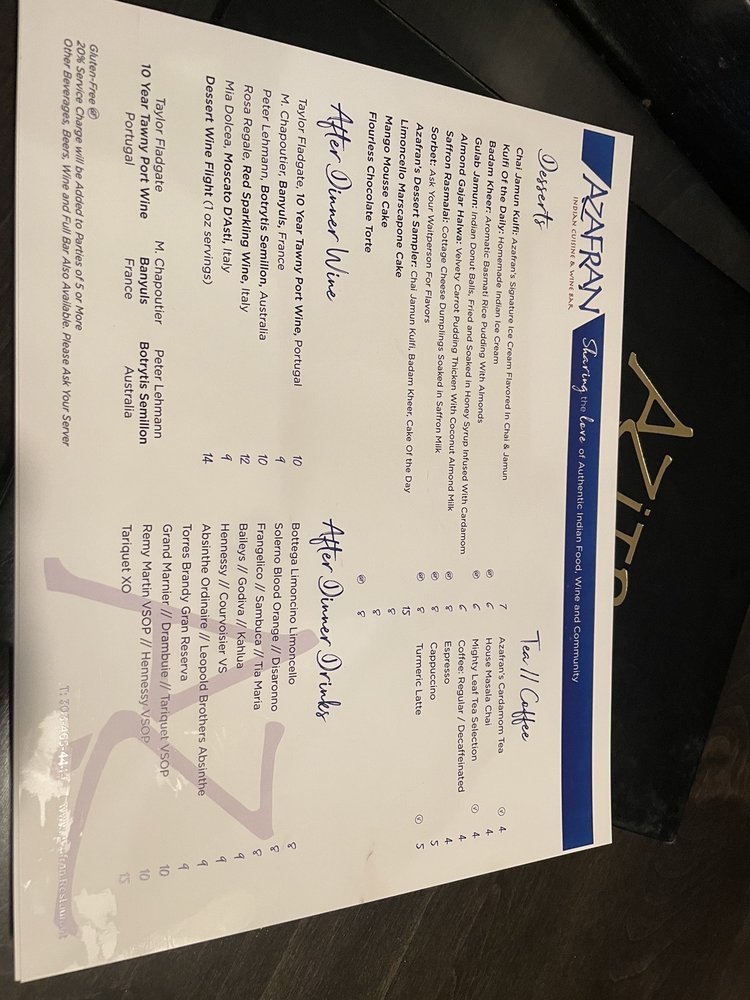 AZAFRAN
INDIAN CUISINE & WINE BAR
Sharing the love of Authentic Indian Food, Wine and Community
Desserts
Chai Jamun Kulfi: Azafran's Signature Ice Cream Flavored In Chai & Jamun 7
Kulfi Of the Daily: Homemade Indian Ice Cream 6
Badam Kheer: Aromatic Basmati Rice Pudding With Almonds 6
Gulab Jamun: Indian Donut Balls, Fried and Soaked in Honey Syrup Infused With Cardamom 6
Almond Gajar Halwa: Velvety Carrot Pudding Thicken With Coconut Almond Milk 8
Saffron Rasmalai: Cottage Cheese Dumplings Soaked in Saffron Milk 8
Sorbet: Ask Your Waitperson For Flavors 8
Azafran's Dessert Sampler: Chai Jamun Kulfi, Badam Kheer, Cake Of the Day 15
Limoncello Marscapone Cake 8
Mango Mousse Cake 8
Flourless Chocolate Torte 8
Tea // Coffee
Azafran's Cardamom Tea V 4
House Masala Chai 4
Mighty Leaf Tea Selection V 4
Coffee: Regular / Decaffeinated 4
Espresso 4
Cappuccino 5
Turmeric Latte V 5
After Dinner Wine
Taylor Fladgate, 10 Year Tawny Port Wine, Portugal 10
M. Chapoutier, Banyuls, France 9
Peter Lehmann, Botrytis Semilion, Australia 10
Rosa Regale, Red Sparkling Wine, Italy 12
Mia Dolcea, Moscato D'Asti, Italy 9
Dessert Wine Flight (1 oz servings) 14
Taylor Fladgate M. Chapoutier Peter Lehmann
10 Year Tawny Port Wine Banyuls Botrytis Semillon
Portugal France Australia
After Dinner Drinks
Bottega Limoncino Limoncello 8
Solerno Blood Orange // Disaronno 8
Frangelico // Sambuca // Tia Maria 8
Baileys // Godiva // Kahlua 9
Hennessy // Courvoisier VS 9
Absinthe Ordinaire // Leopold Brothers Absinthe 9
Torres Brandy Gran Reserva 9
Grand Marnier // Drambuie // Tariquet VSOP 10
Remy Martin VSOP // Hennessy VSOP 10
Tariquet XO 15
Gluten-Free GF
20% Service Charge will be Added to Parties of 5 or More
Other Beverages, Beers, Wine and Full Bar Also Available. Please Ask Your Server